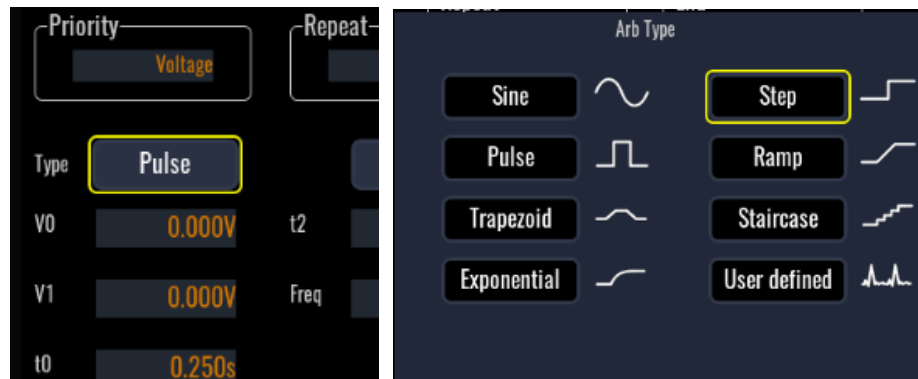 Priority
Repeat
Voltage
Type
Pulse
V0
0.000V
t2
V1
0.000V
Freq
t0
0.250s
Arb Type
Sine
Step
Pulse
Ramp
Trapezoid
Staircase
Exponential
User defined